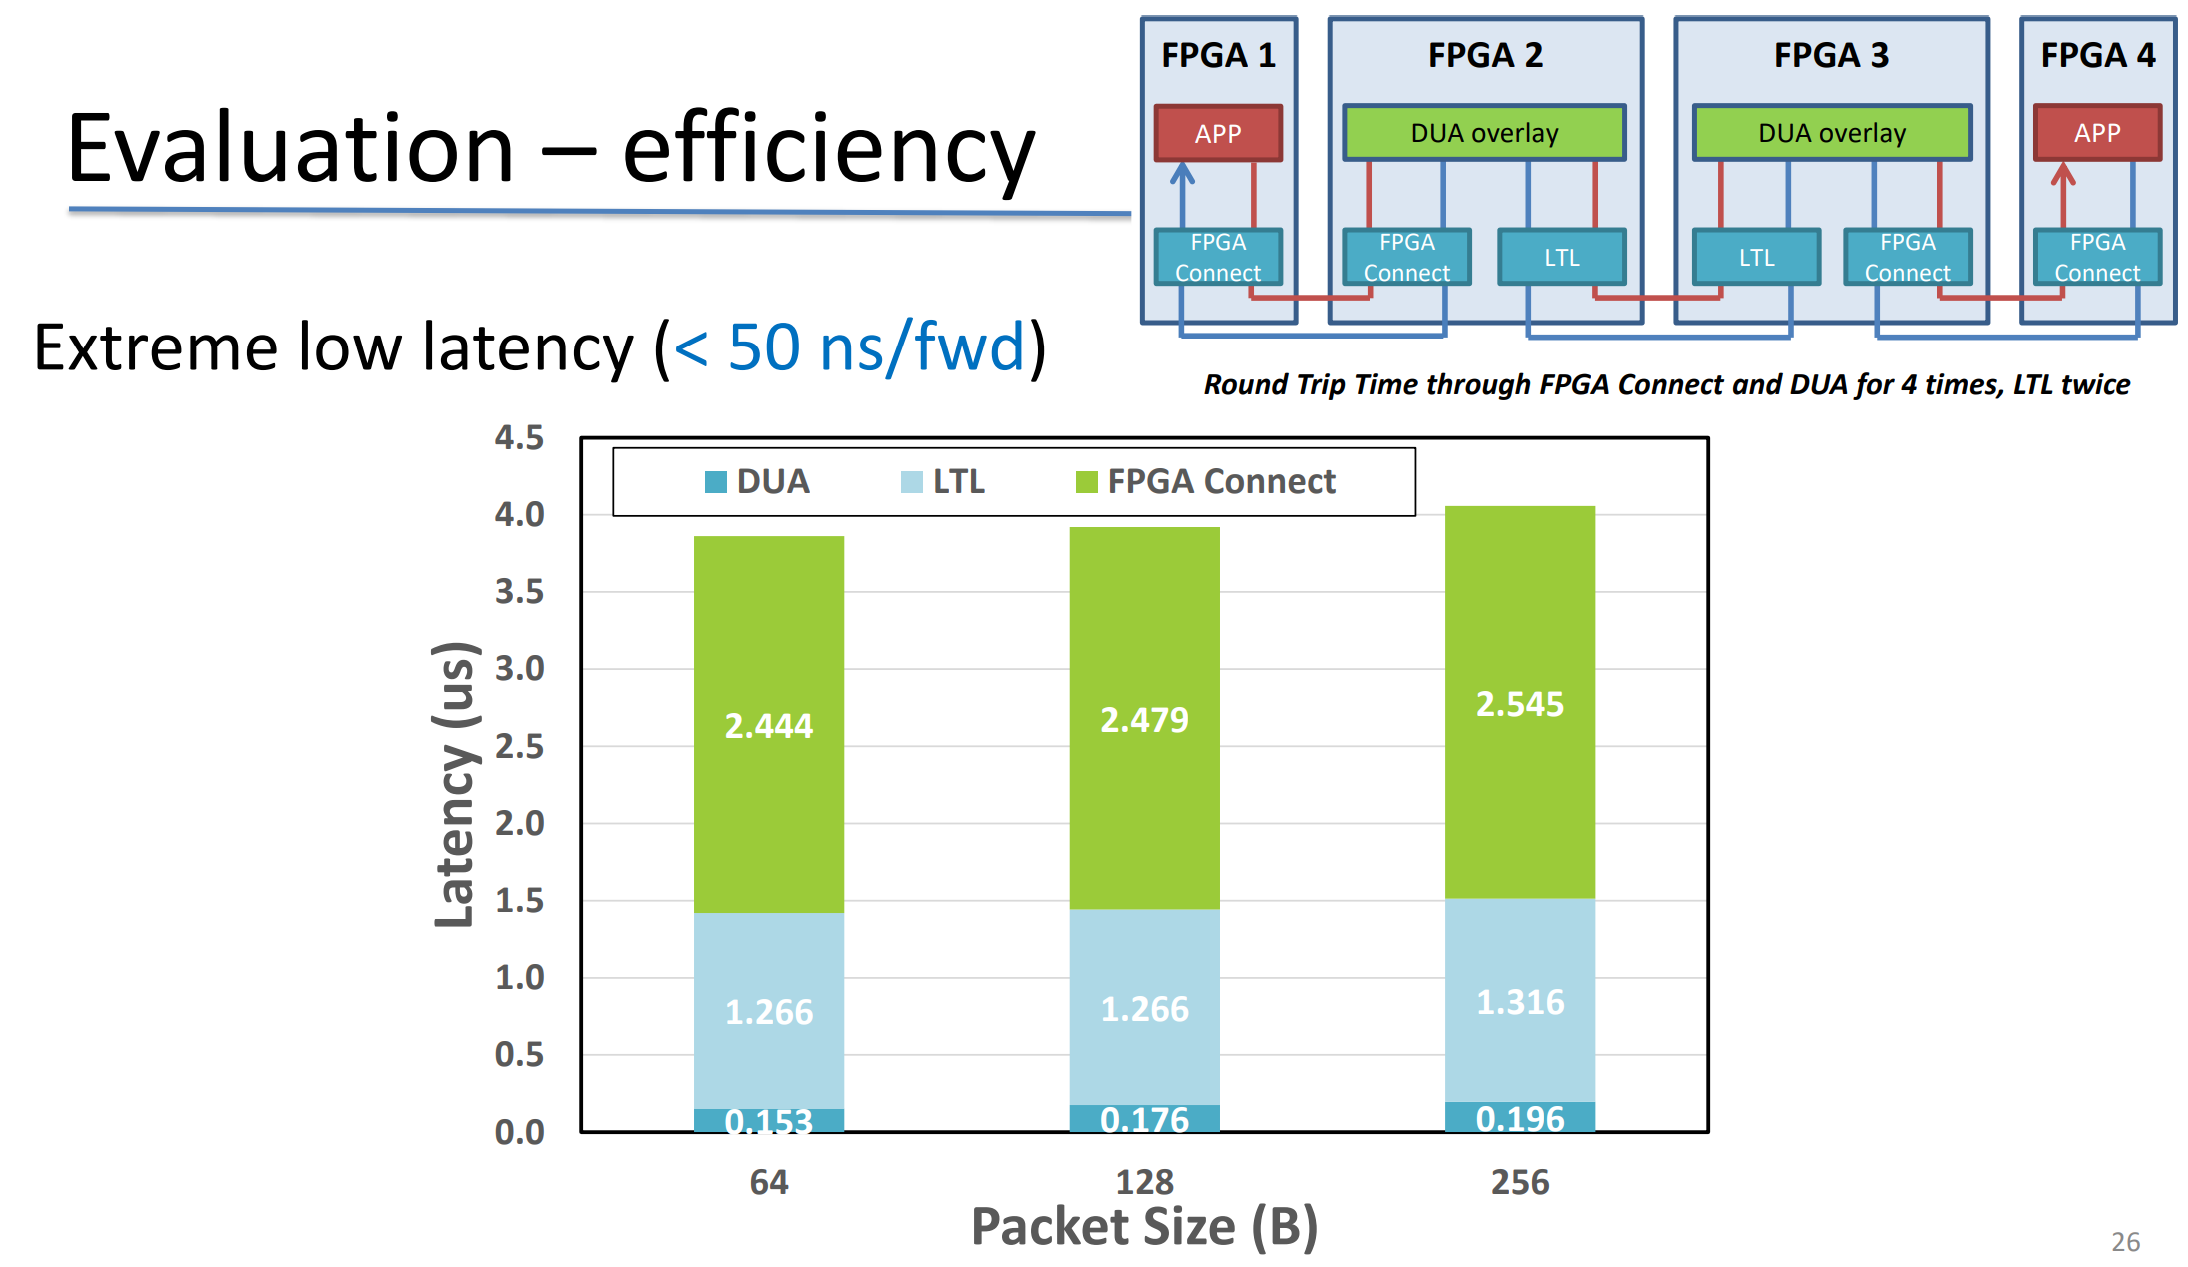 Evaluation – efficiency
Extreme low latency (< 50 ns/fwd)
FPGA 1
FPGA 2
FPGA 3
FPGA 4
APP
DUA overlay
DUA overlay
APP
FPGA
Connect
FPGA
Connect
LTL
LTL
FPGA
Connect
FPGA
Connect
Round Trip Time through FPGA Connect and DUA for 4 times, LTL twice
DUA
LTL
FPGA Connect
Latency (us)
4.5
4.0
3.5
3.0
2.5
2.0
1.5
1.0
0.5
0.0
2.444
2.479
2.545
1.266
1.266
1.316
0.153
0.176
0.196
64
128
256
Packet Size (B)
26